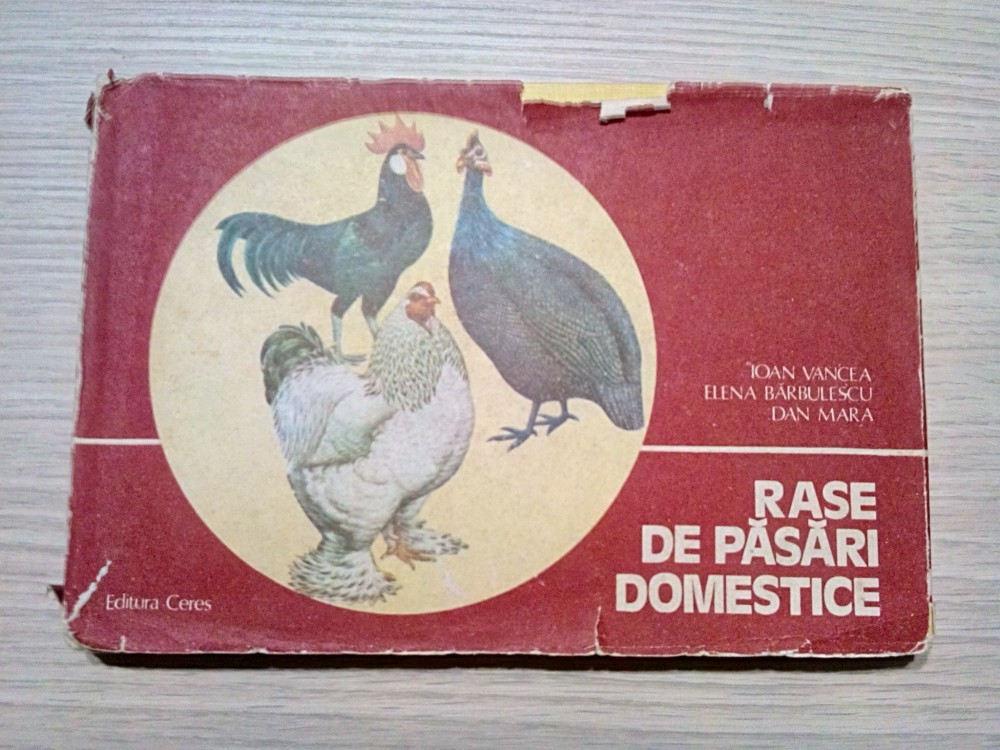 IOAN VANCEA
ELENA BĂRBULESCU
DAN MARA
RASE
DE PĂSĂRI
DOMESTICE
Editura Ceres